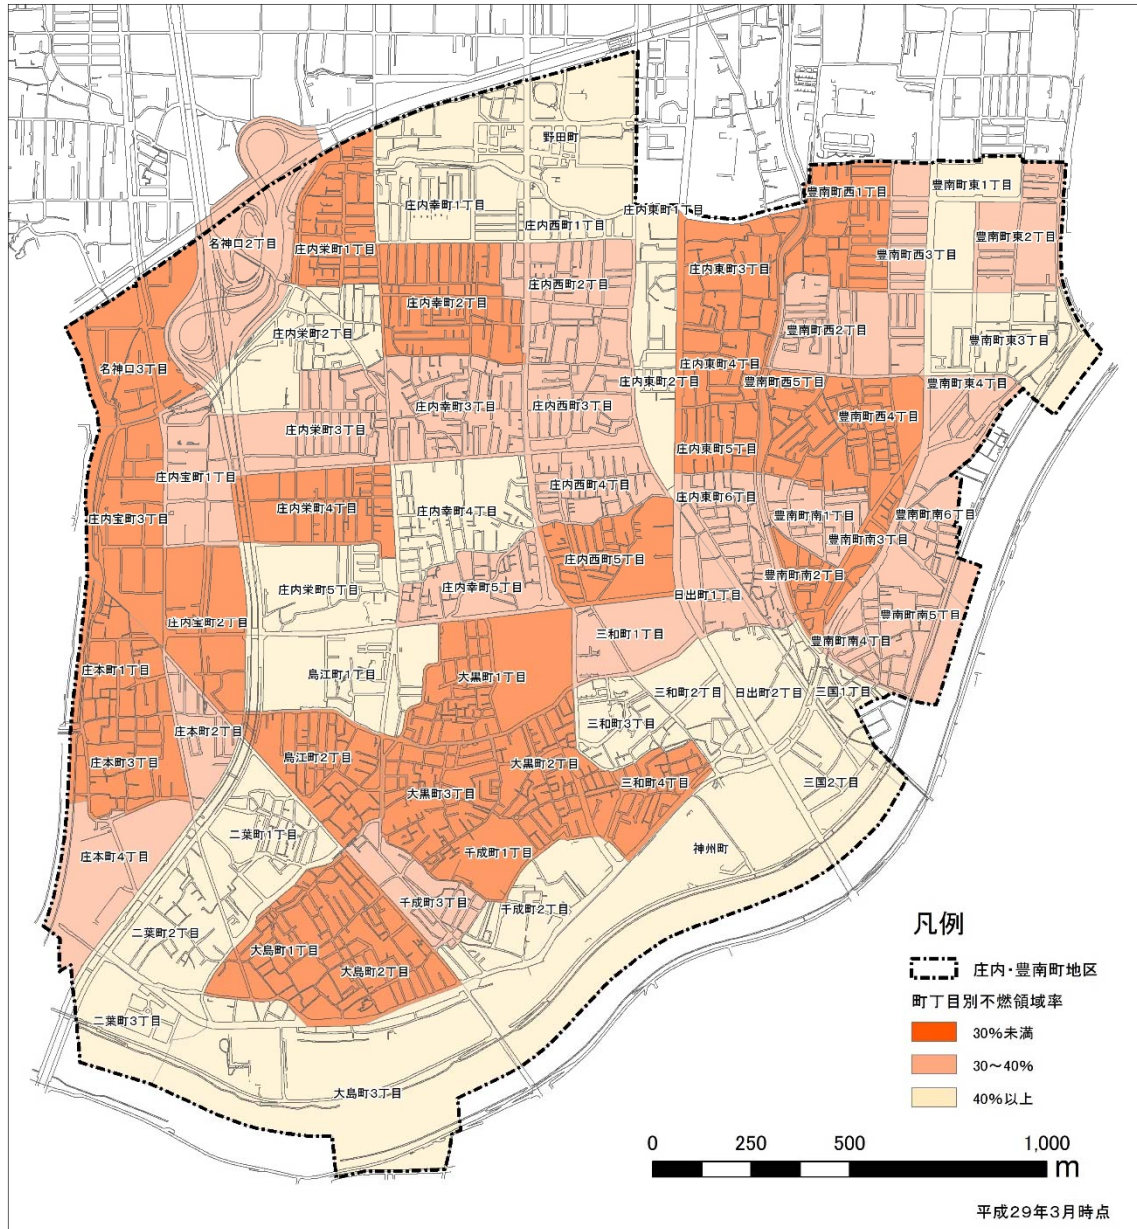 野田町
庄内幸町1丁目
庄内西町1丁目
庄内東町1丁目
豊南町西1丁目
豊南町東1丁目
名神口2丁目
庄内栄町1丁目
豊南町西3丁目
豊南町東2丁目
庄内西町2丁目
庄内東町3丁目
庄内幸町2丁目
庄内栄町2丁目
豊南町西2丁目
豊南町東3丁目
名神口3丁目
庄内東町4丁目
庄内東町2丁目
豊南町西5丁目
豊南町東4丁目
庄内幸町3丁目
庄内西町3丁目
豊南町西4丁目
庄内栄町3丁目
庄内東町5丁目
庄内宝町1丁目
庄内西町4丁目
庄内東町6丁目
庄内宝町3丁目
庄内栄町4丁目
庄内幸町4丁目
豊南町南1丁目
豊南町南6丁目
豊南町南3丁目
庄内西町5丁目
豊南町南2丁目
庄内栄町5丁目
庄内幸町5丁目
日出町1丁目
豊南町南5丁目
庄内宝町2丁目
三和町1丁目
豊南町南4丁目
庄本町1丁目
島江町1丁目
大黒町1丁目
三和町2丁目
日出町2丁目
三国1丁目
三和町3丁目
庄本町2丁目
島江町2丁目
庄本町3丁目
大黒町2丁目
三和町4丁目
三国2丁目
大黒町3丁目
二葉町1丁目
神州町
千成町1丁目
庄本町4丁目
千成町3丁目
千成町2丁目
二葉町2丁目
大島町1丁目
大島町2丁目
二葉町3丁目
大島町3丁目
凡例
庄内・豊南町地区
町丁目別不燃領域率
30%未満
30～40%
40%以上
0 250 500 1,000
m
平成29年3月時点